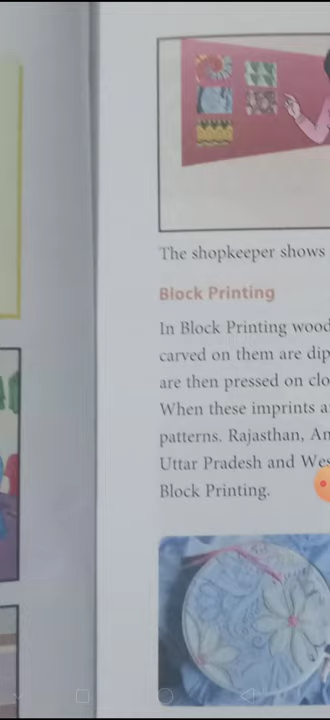 The shopkeeper shows
Block Printing
In Block Printing wood
carved on them are dip
are then pressed on clo
When these imprints a
patterns. Rajasthan, An
Uttar Pradesh and Wes
Block Printing.